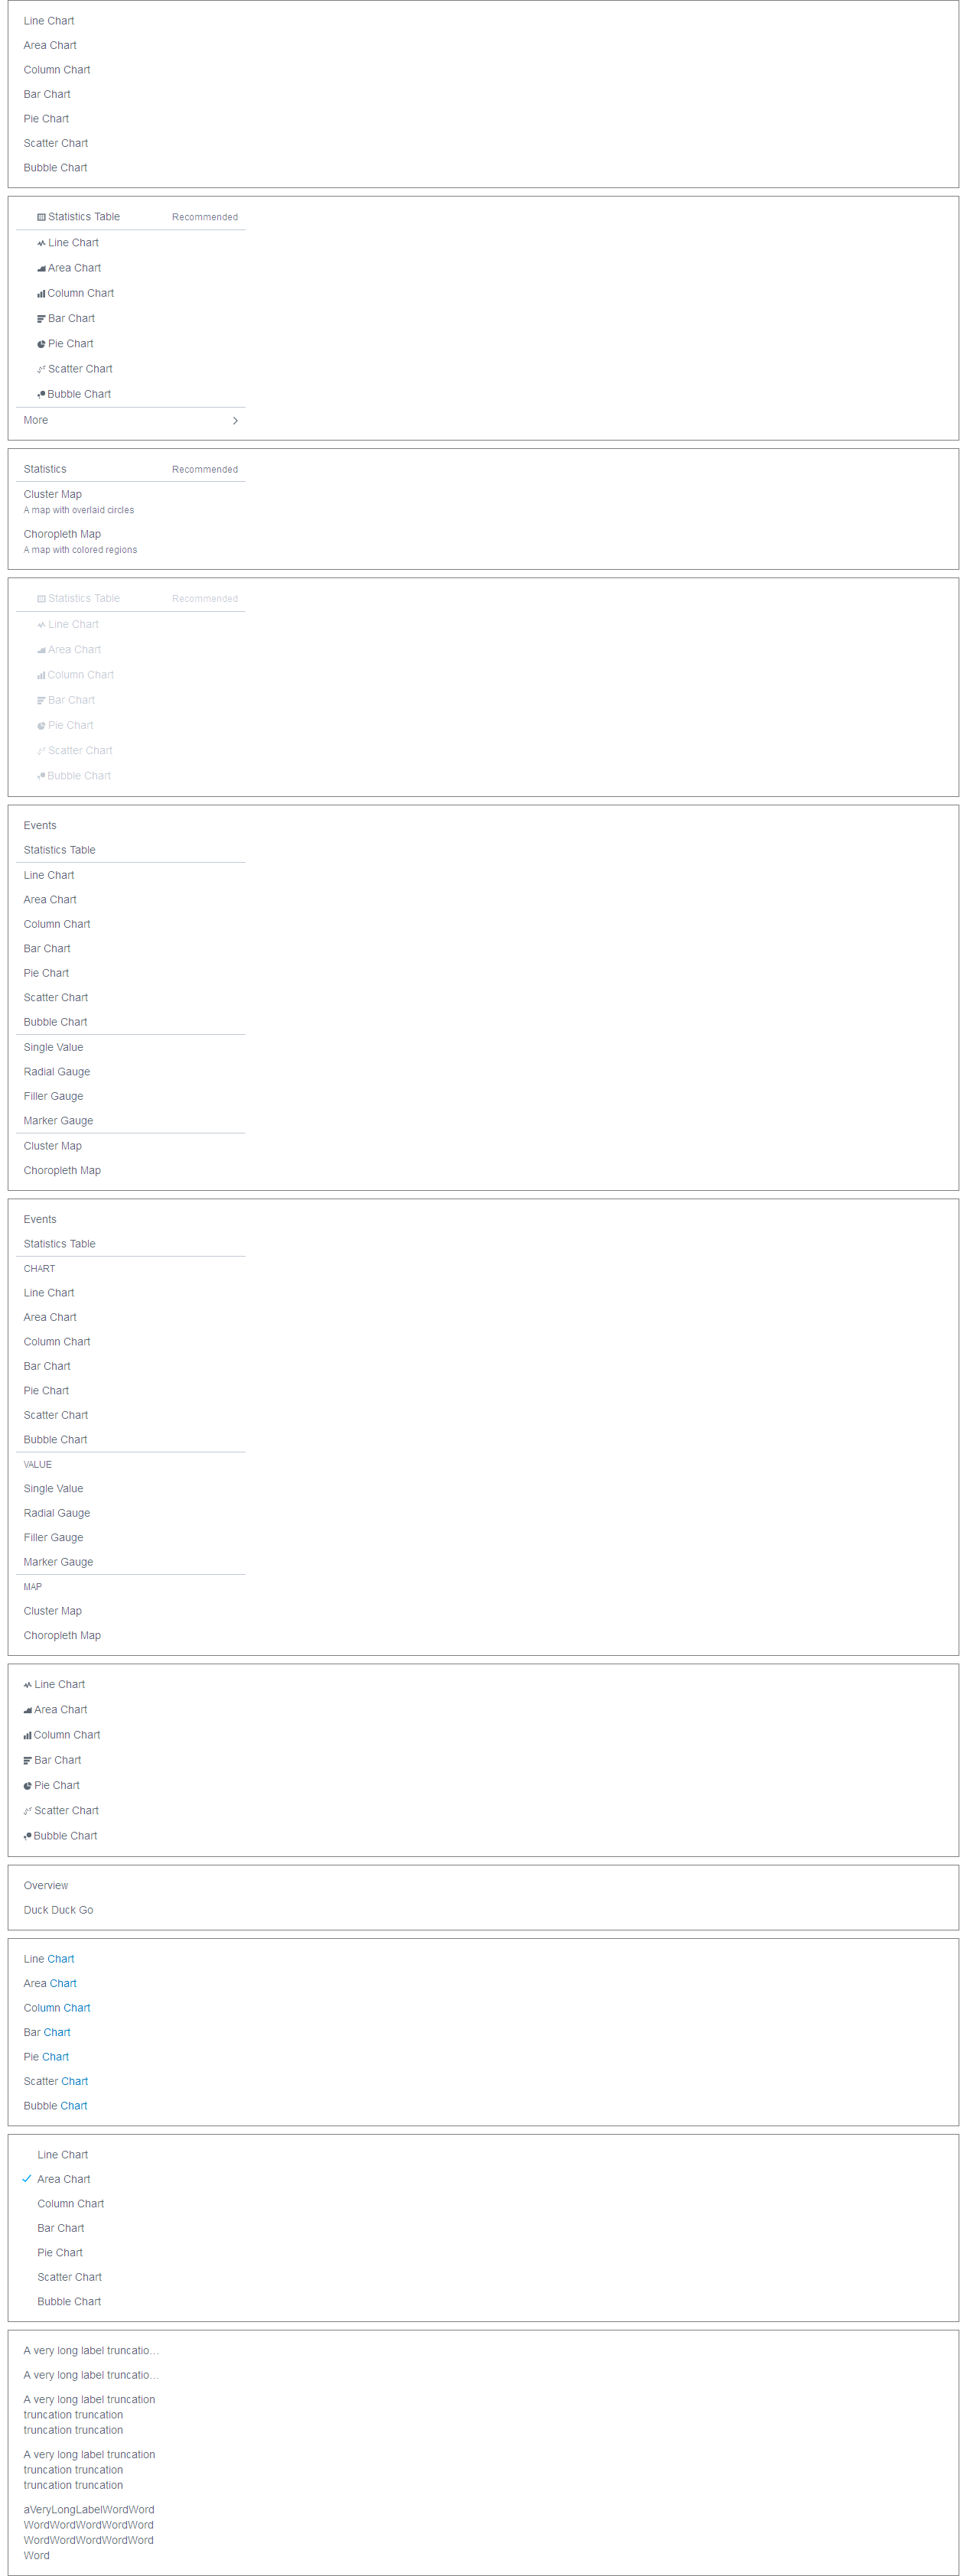 Line Chart
Area Chart
Column Chart
Bar Chart
Pie Chart
Scatter Chart
Bubble Chart
Statistics Table Recommended
Line Chart
Area Chart
Column Chart
Bar Chart
Pie Chart
Scatter Chart
Bubble Chart
More
Statistics Recommended
Cluster Map
A map with overlaid circles
Choropleth Map
A map with colored regions
Statistics Table Recommended
Line Chart
Area Chart
Column Chart
Bar Chart
Pie Chart
Scatter Chart
Bubble Chart
Events
Statistics Table
Line Chart
Area Chart
Column Chart
Bar Chart
Pie Chart
Scatter Chart
Bubble Chart
Single Value
Radial Gauge
Filler Gauge
Marker Gauge
Cluster Map
Choropleth Map
Events
Statistics Table
CHART
Line Chart
Area Chart
Column Chart
Bar Chart
Pie Chart
Scatter Chart
Bubble Chart
VALUE
Single Value
Radial Gauge
Filler Gauge
Marker Gauge
MAP
Cluster Map
Choropleth Map
Line Chart
Area Chart
Column Chart
Bar Chart
Pie Chart
Scatter Chart
Bubble Chart
Overview
Duck Duck Go
Line Chart
Area Chart
Column Chart
Bar Chart
Pie Chart
Scatter Chart
Bubble Chart
Line Chart
Area Chart
Column Chart
Bar Chart
Pie Chart
Scatter Chart
Bubble Chart
A very long label truncatio…
A very long label truncatio…
A very long label truncation
truncation truncation
truncation truncation
A very long label truncation
truncation truncation
truncation truncation
aVeryLongLabelWordWord
WordWordWordWordWord
WordWordWordWordWord
Word